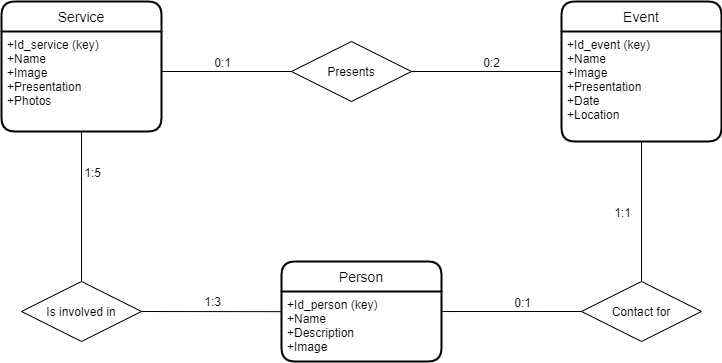 Service
+Id_service (key)
+Name
+Image
+Presentation
+Photos
0:1
Presents
0:2
Event
+Id_event (key)
+Name
+Image
+Presentation
+Date
+Location
1:5
1:1
Is involved in
1:3
Person
+Id_person (key)
+Name
+Description
+Image
0:1
Contact for